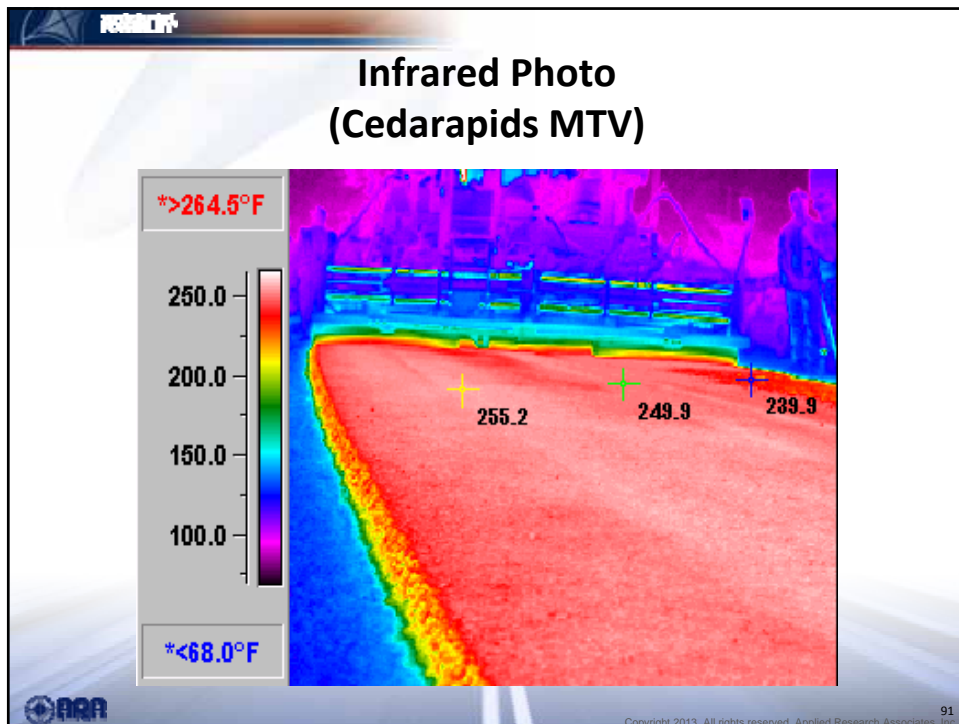 Infrared Photo
(Cedarapids MTV)
*>264.5°F
250.0
200.0
150.0
100.0
*<68.0°F
255.2
249.9
239.9
ARA
91
Copyright 2013. All rights reserved. Applied Research Associates, Inc.